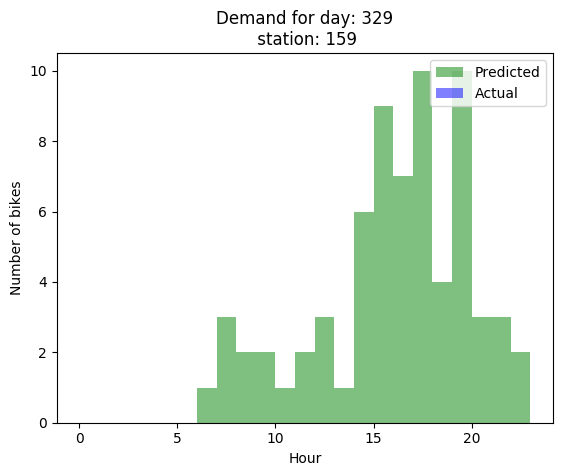 Demand for day: 329
station: 159
Predicted
Actual
10
8
6
4
2
0
Number of bikes
0 5 10 15 20
Hour